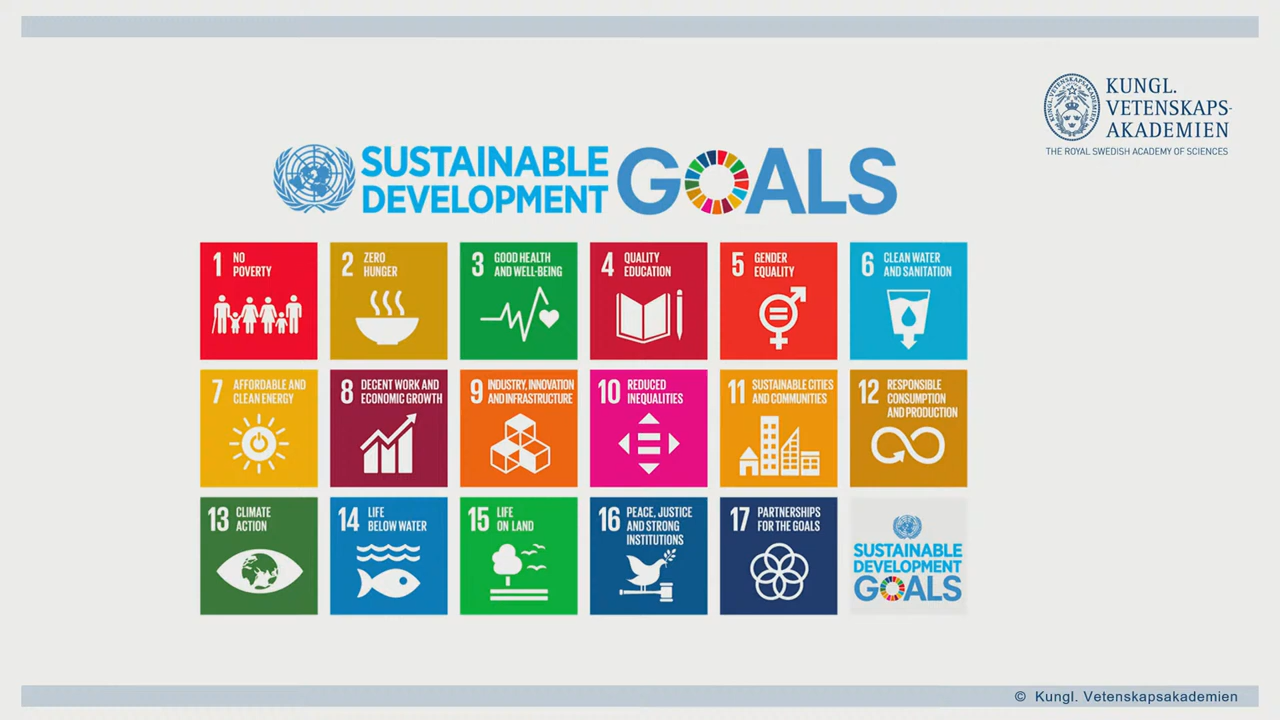 KUNGL.
VETENSKAPS-
AKADEMIEN
THE ROYAL SWEDISH ACADEMY OF SCIENCES
SUSTAINABLE
DEVELOPMENT
GOALS
1 NO
POVERTY
2 ZERO
HUNGER
3 GOOD HEALTH
AND WELL-BEING
4 QUALITY
EDUCATION
5 GENDER
EQUALITY
6 CLEAN WATER
AND SANITATION
7 AFFORDABLE AND
CLEAN ENERGY
8 DECENT WORK AND
ECONOMIC GROWTH
9 INDUSTRY, INNOVATION
AND INFRASTRUCTURE
10 REDUCED
INEQUALITIES
11 SUSTAINABLE CITIES
AND COMMUNITIES
12 RESPONSIBLE
CONSUMPTION
AND PRODUCTION
13 CLIMATE
ACTION
14 LIFE
BELOW WATER
15 LIFE
ON LAND
16 PEACE, JUSTICE
AND STRONG
INSTITUTIONS
17 PARTNERSHIPS
FOR THE GOALS
SUSTAINABLE
DEVELOPMENT
GOALS
© Kungl. Vetenskapsakademien